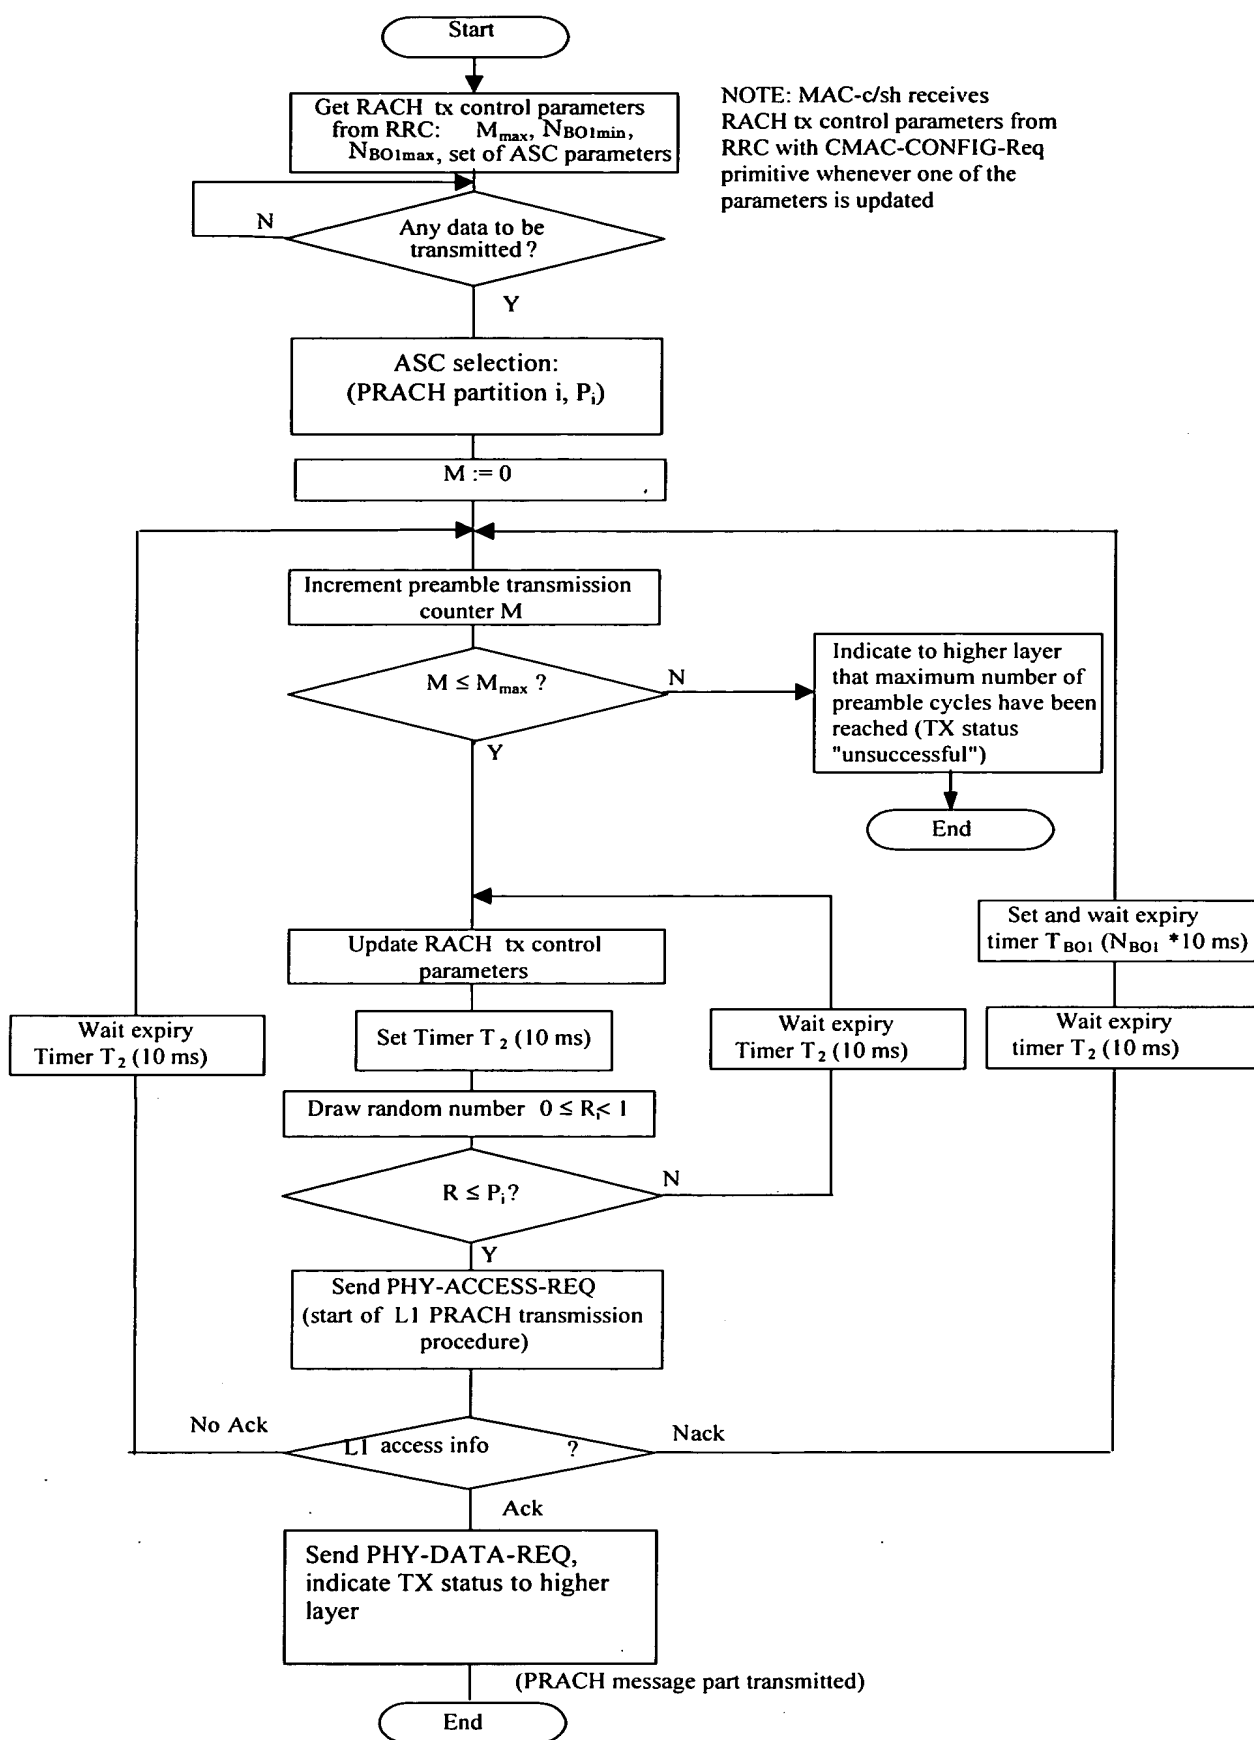 Start
Get RACH tx control parameters
from RRC: Mmax, NBO1min,
NBO1max, set of ASC parameters
NOTE: MAC-c/sh receives
RACH tx control parameters from
RRC with CMAC-CONFIG-Req
primitive whenever one of the
parameters is updated
N
Any data to be
transmitted ?
Y
ASC selection:
(PRACH partition i, Pi)
M := 0
Increment preamble transmission
counter M
M ≤ Mmax ?
N
Y
Indicate to higher layer
that maximum number of
preamble cycles have been
reached (TX status
"unsuccessful")
End
Update RACH tx control
parameters
Set and wait expiry
timer TBO1 (NBO1 *10 ms)
Wait expiry
Timer T2 (10 ms)
Set Timer T2 (10 ms)
Wait expiry
Timer T2 (10 ms)
Wait expiry
timer T2 (10 ms)
Draw random number 0 ≤ Ri< 1
R ≤ Pi?
N
Y
Send PHY-ACCESS-REQ
(start of L1 PRACH transmission
procedure)
No Ack
L1 access info ?
Nack
Ack
Send PHY-DATA-REQ,
indicate TX status to higher
layer
(PRACH message part transmitted)
End